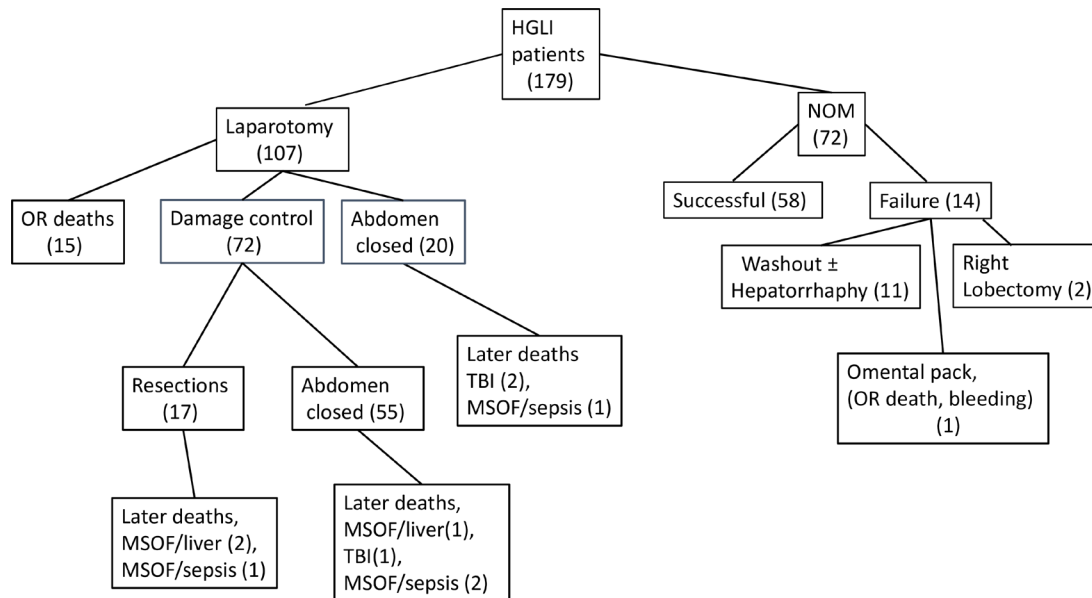 HGLI
patients
(179)
Laparotomy
(107)
NOM
(72)
OR deaths
(15)
Damage control
(72)
Abdomen
closed (20)
Successful (58)
Failure (14)
Washout ±
Hepatorrhaphy (11)
Right
Lobectomy (2)
Omental pack,
(OR death, bleeding)
(1)
Resections
(17)
Abdomen
closed (55)
Later deaths
TBI (2),
MSOF/sepsis (1)
Later deaths,
MSOF/liver (2),
MSOF/sepsis (1)
Later deaths,
MSOF/liver(1),
TBI(1),
MSOF/sepsis (2)